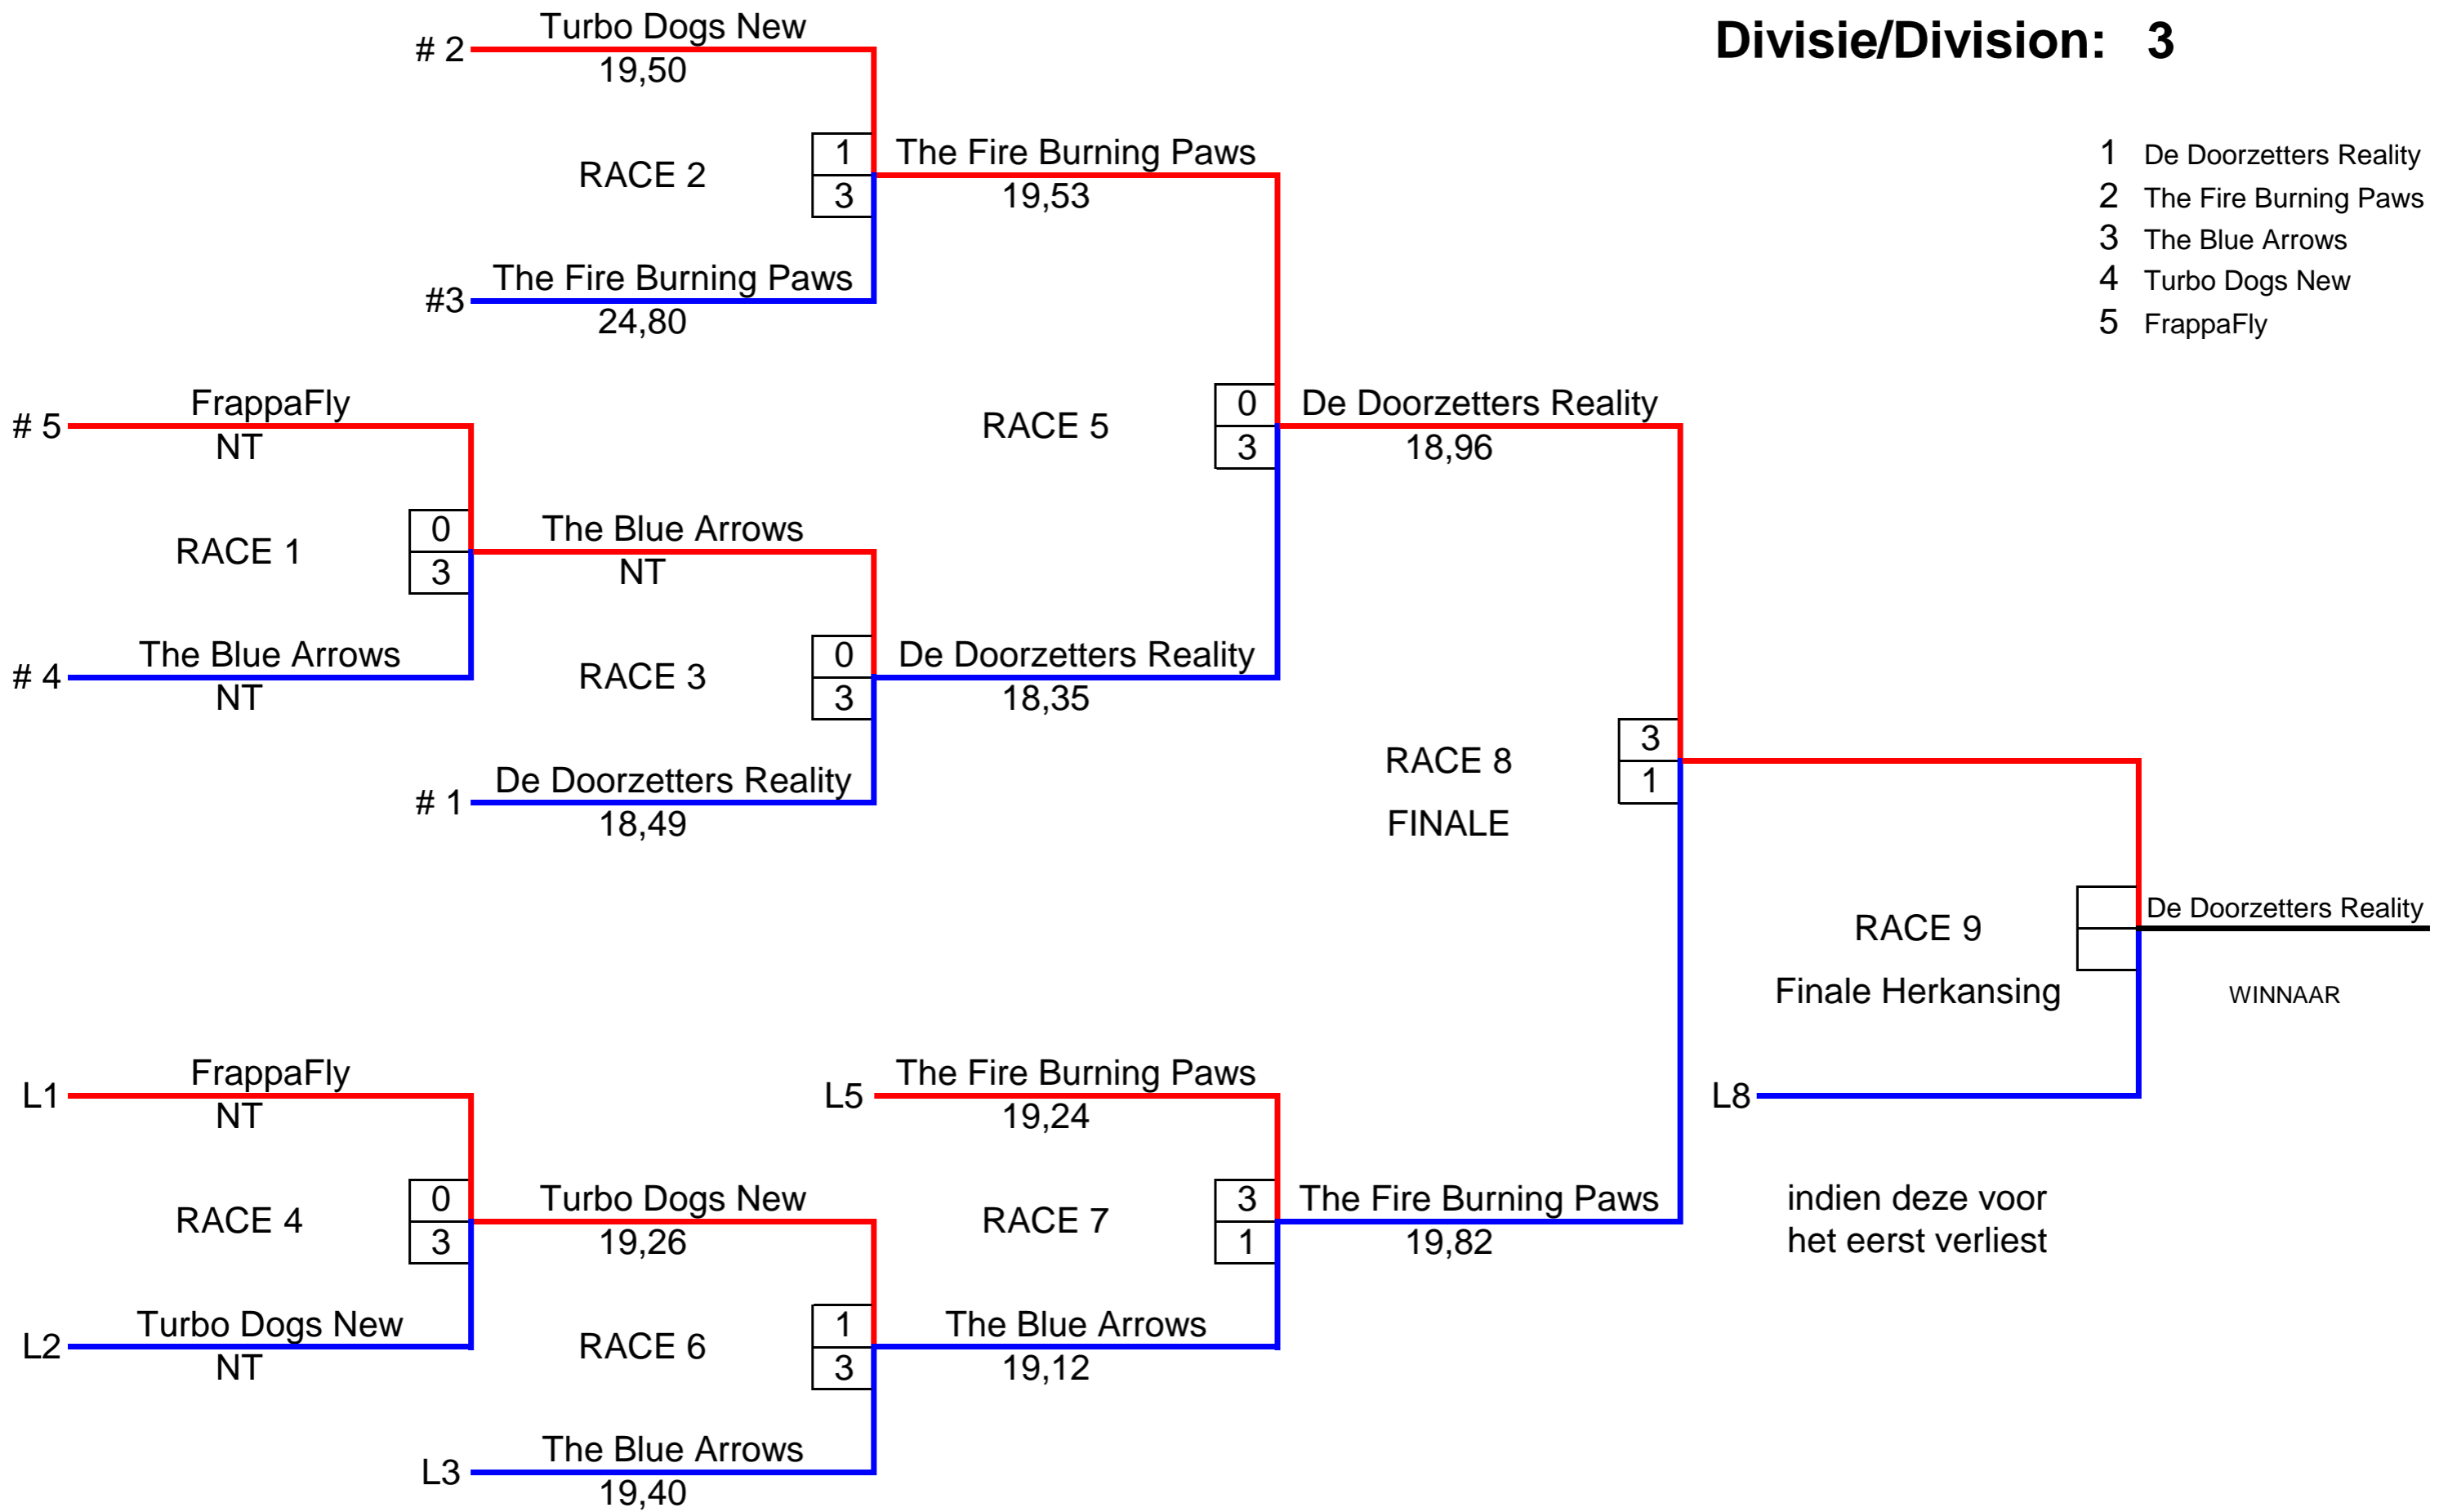 Divisie/Division: 3
1 De Doorzetters Reality
2 The Fire Burning Paws
3 The Blue Arrows
4 Turbo Dogs New
5 FrappaFly
# 2 Turbo Dogs New
19,50
RACE 2
1
3
#3 The Fire Burning Paws
24,80
The Fire Burning Paws
19,53
# 5 FrappaFly
NT
RACE 1
0
3
# 4 The Blue Arrows
NT
The Blue Arrows
NT
RACE 3
0
3
# 1 De Doorzetters Reality
18,49
De Doorzetters Reality
18,35
RACE 5
0
3
De Doorzetters Reality
18,96
RACE 8
FINALE
3
1
L1 FrappaFly
NT
RACE 4
0
3
L2 Turbo Dogs New
NT
Turbo Dogs New
19,26
RACE 6
1
3
L3 The Blue Arrows
19,40
L5 The Fire Burning Paws
19,24
RACE 7
3
1
The Blue Arrows
19,12
The Fire Burning Paws
19,82
RACE 9
Finale Herkansing
De Doorzetters Reality
WINNAAR
L8
indien deze voor
het eerst verliest